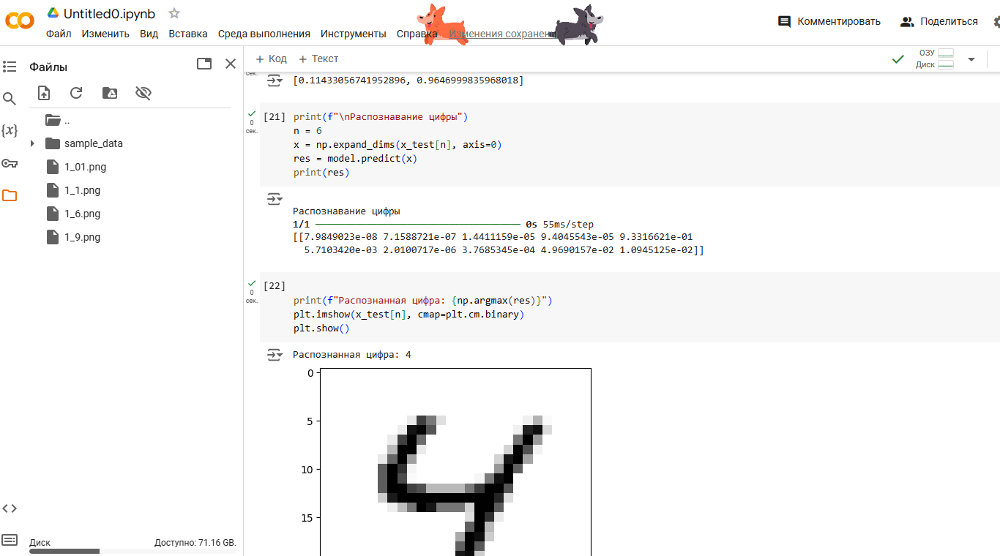 Untitled0.ipynb
Файл Изменить Вид Вставка Среда выполнения Инструменты Справка Изменения сохранен
Комментировать
Поделиться
Файлы
..
sample_data
1_01.png
1_1.png
1_6.png
1_9.png
Диск Доступно: 71.16 GB.
+ Код + Текст
ОЗУ
Диск
сек.
[0.11433056741952896, 0.9646999835968018]
0
сек.
[21] print(f"\nРаспознавание цифры")
n = 6
x = np.expand_dims(x_test[n], axis=0)
res = model.predict(x)
print(res)
Распознавание цифры
1/1 ━━━━━━━━━━━━━━━━━━━━ 0s 55ms/step
[[7.9849023e-08 7.1588721e-07 1.4411159e-05 9.4045543e-05 9.3316621e-01
5.7103420e-03 2.0100717e-06 3.7685345e-04 4.9690157e-02 1.0945125e-02]]
0
сек.
[22]
print(f"Распознанная цифра: {np.argmax(res)}")
plt.imshow(x_test[n], cmap=plt.cm.binary)
plt.show()
Распознанная цифра: 4
0
5
10
15